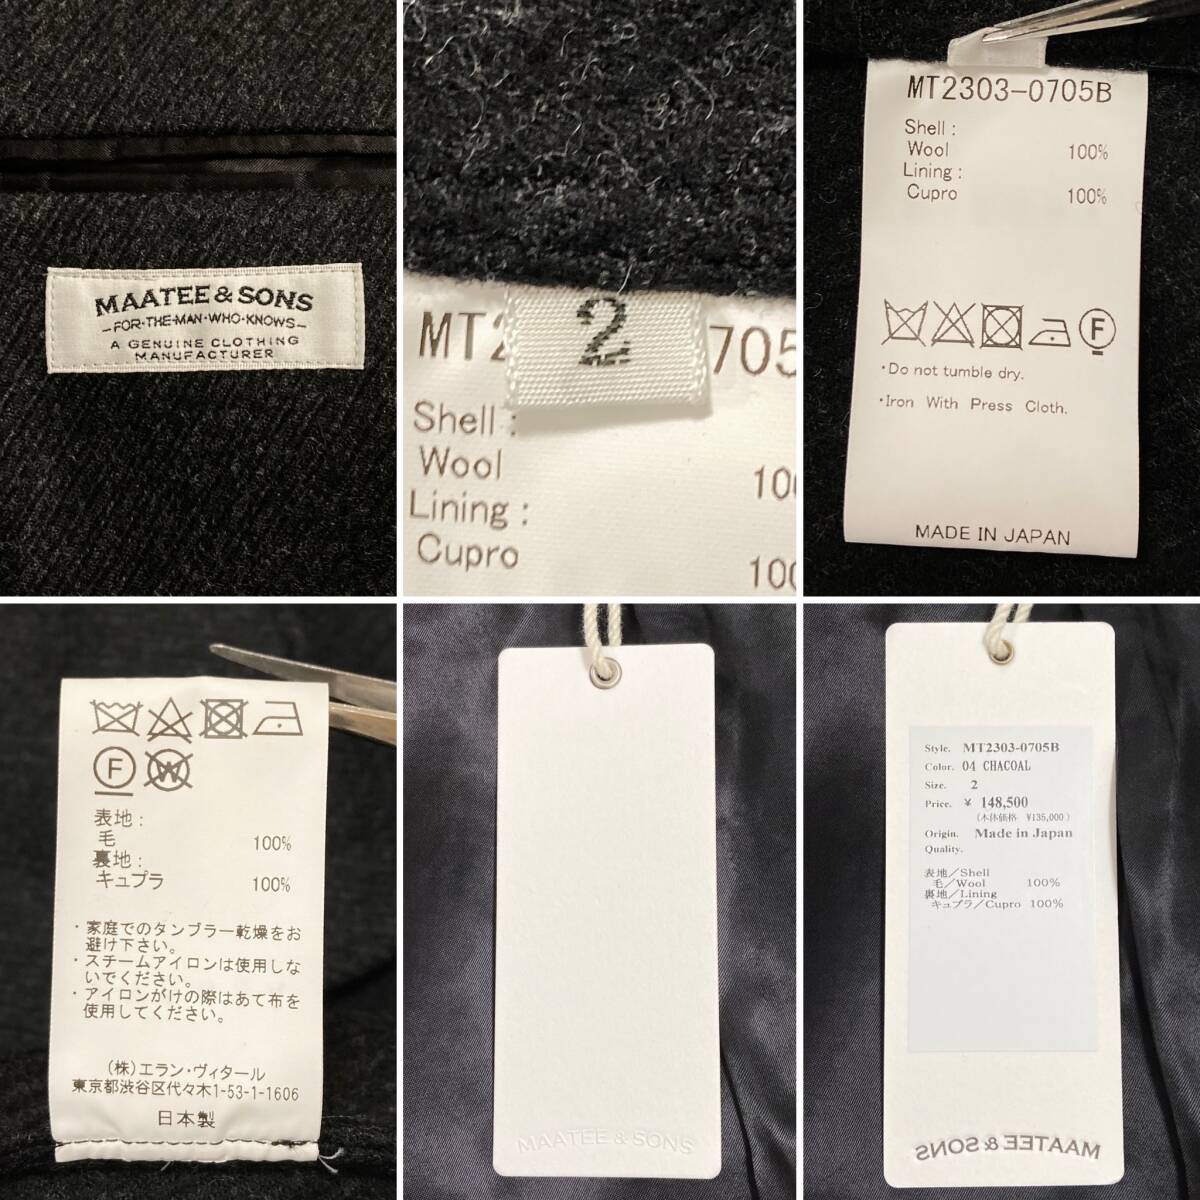 MAATEE & SONS
-FOR·THE·MAN·WHO·KNOWS-
A GENUINE CLOTHING
MANUFACTURER
2
MT2 705
Shell :
Wool 10
Lining :
Cupro 100
MT2303-0705B
Shell :
Wool 100%
Lining :
Cupro 100%
F
・Do not tumble dry.
・Iron With Press Cloth.
MADE IN JAPAN
F W
表地 :
毛 100%
裏地 :
キュプラ 100%
・家庭でのタンブラー乾燥をお
避け下さい。
・スチームアイロンは使用しな
いでください。
・アイロンがけの際はあて布を
使用してください。
(株)エラン・ヴィタール
東京都渋谷区代々木1-53-1-1606
日本製
MAATEE & SONS
Style. MT2303-0705B
Color. 04 CHACOAL
Size. 2
Price. ¥ 148,500
(本体価格 ¥135,000)
Origin. Made in Japan
Quality.
表地/Shell
毛/Wool 100%
裏地/Lining
キュプラ/Cupro 100%
MAATEE & SONS